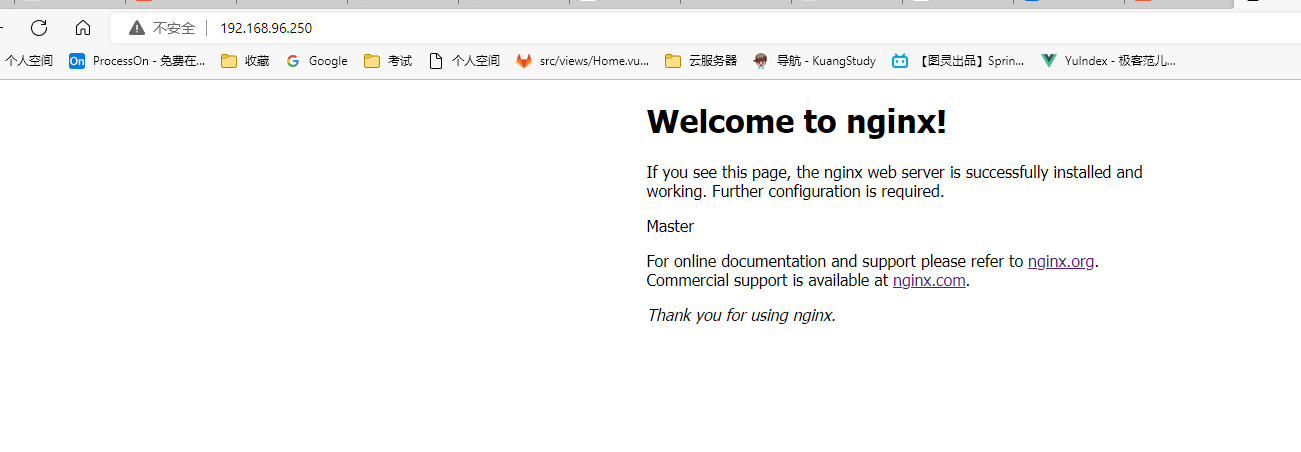 不安全 192.168.96.250
个人空间 On ProcessOn - 免费在... 收藏 G Google 考试 个人空间 src/views/Home.vu... 云服务器 导航 - KuangStudy 【图灵出品】Sprin... YuIndex - 极客范儿...
Welcome to nginx!
If you see this page, the nginx web server is successfully installed and
working. Further configuration is required.
Master
For online documentation and support please refer to nginx.org.
Commercial support is available at nginx.com.
Thank you for using nginx.